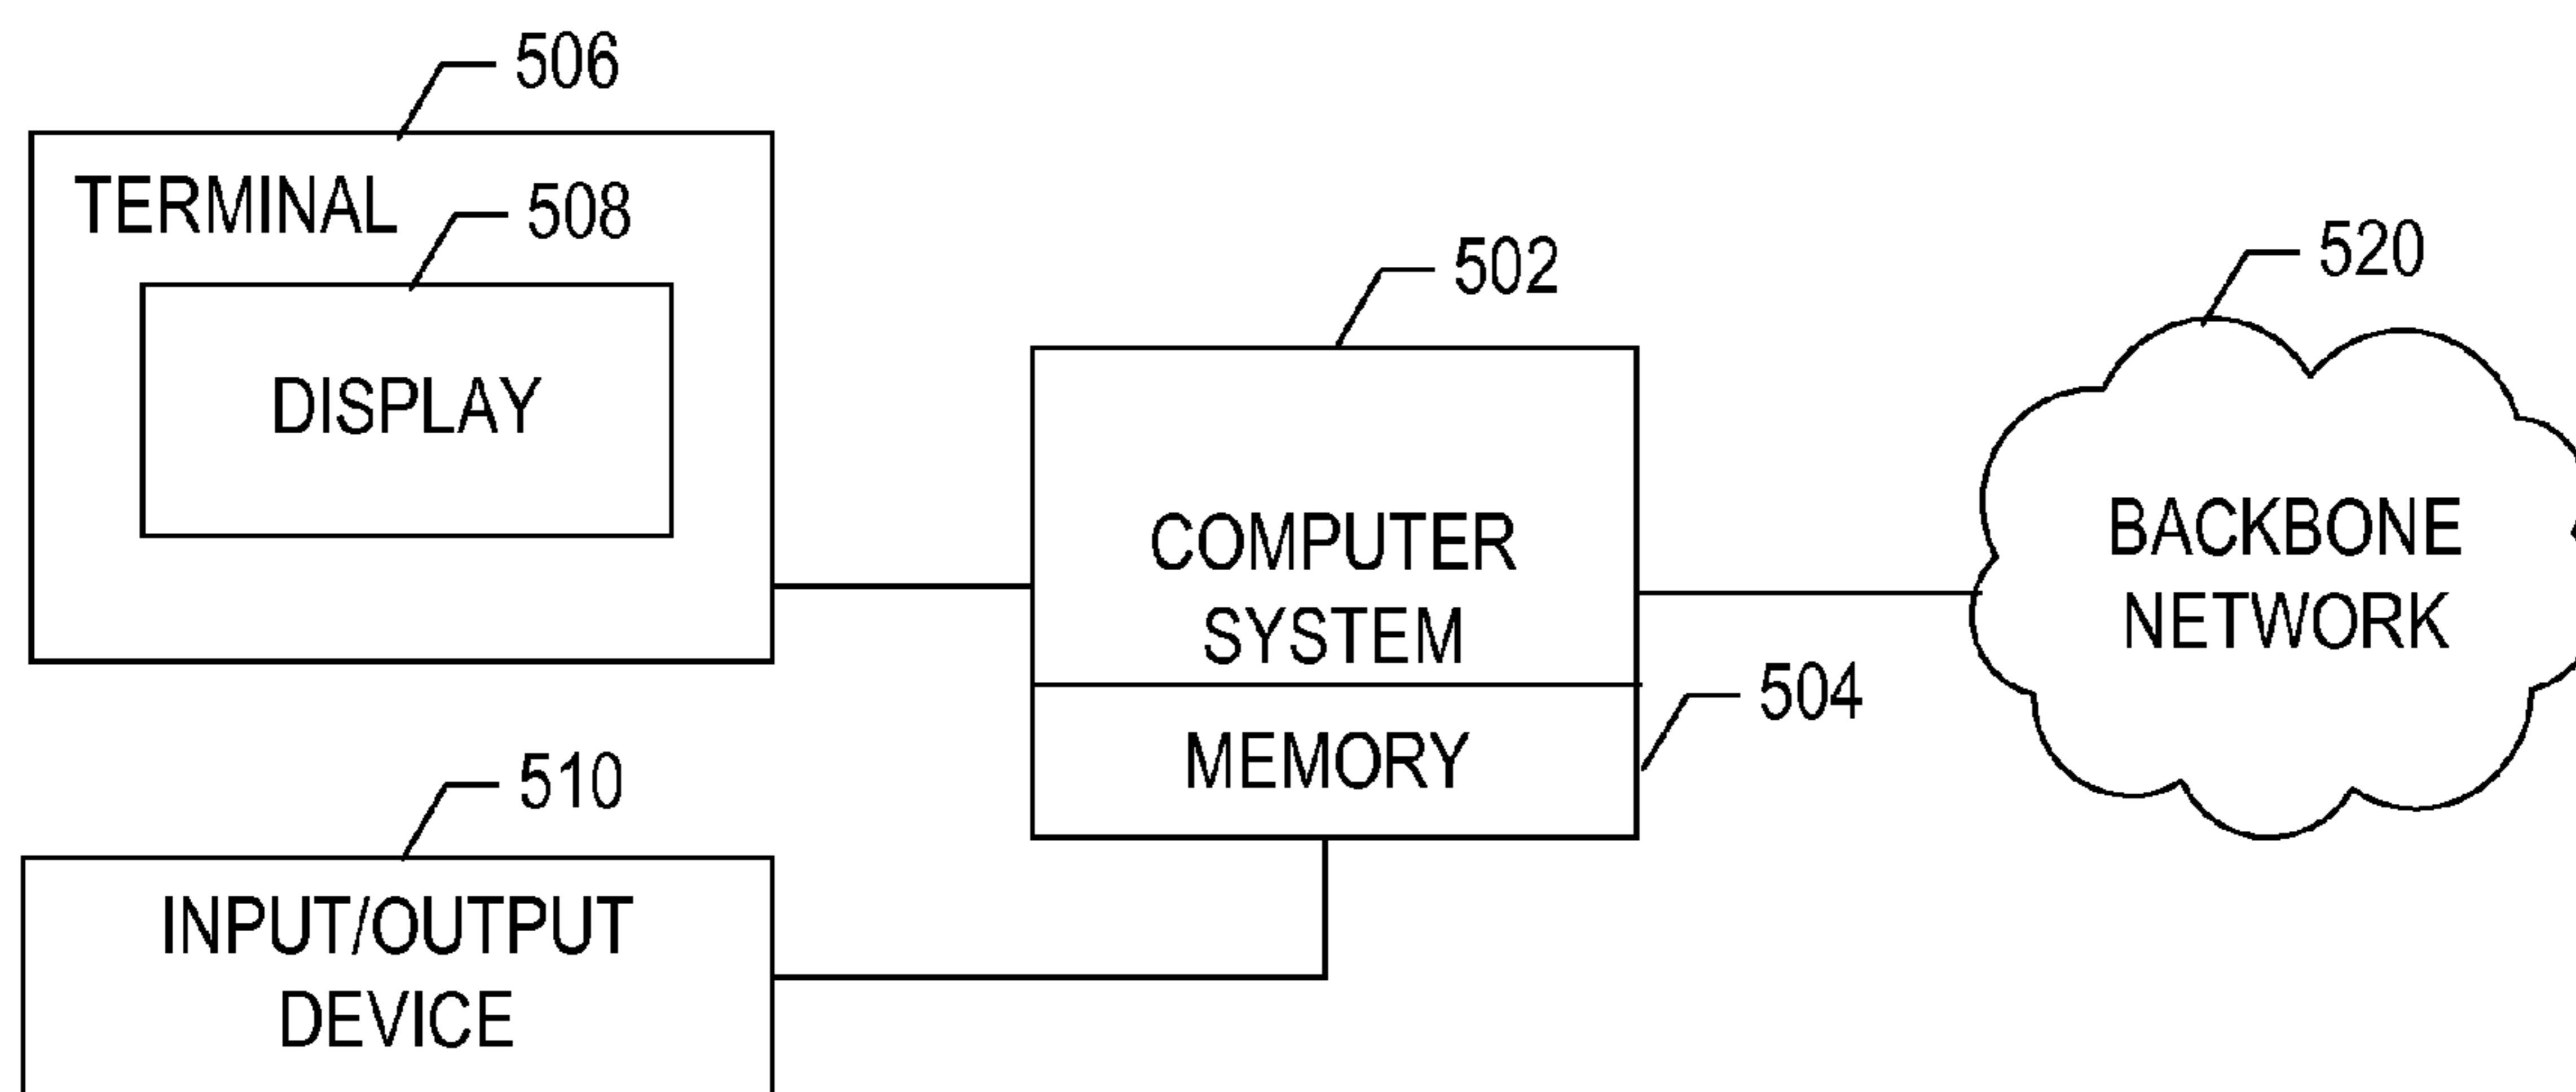 506
TERMINAL
508
DISPLAY
502
COMPUTER
SYSTEM
504
MEMORY
520
BACKBONE
NETWORK
510
INPUT/OUTPUT
DEVICE